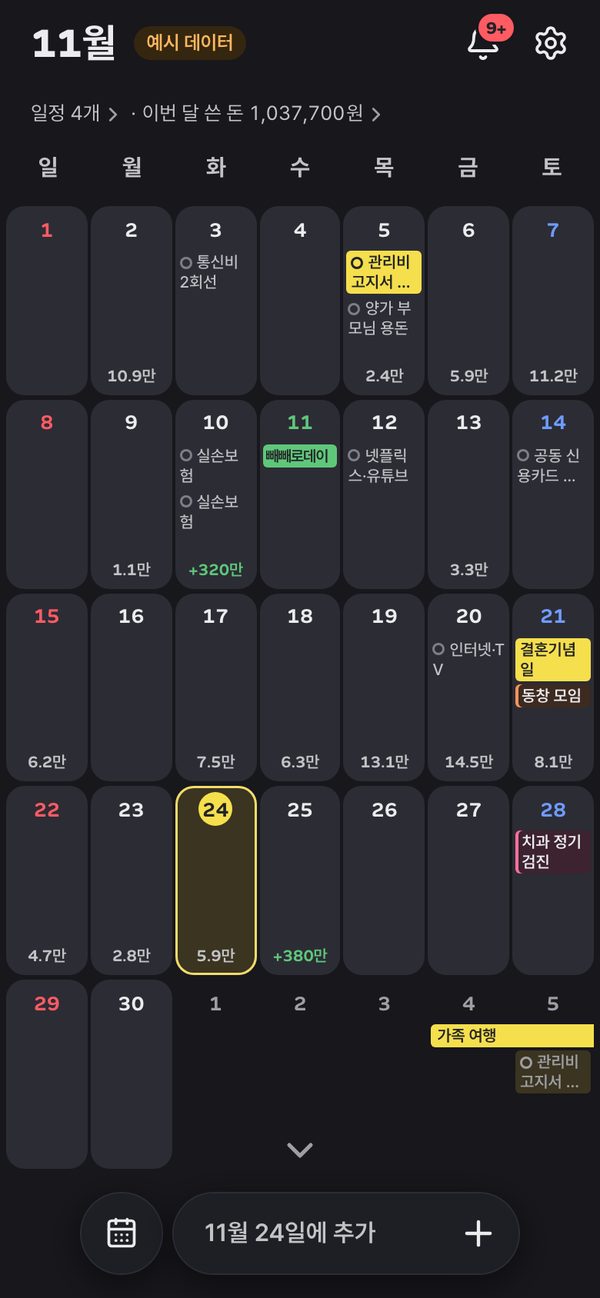 11월 예시 데이터 9+
일정 4개 > · 이번 달 쓴 돈 1,037,700원 >
일 월 화 수 목 금 토
1 2 3 4 5 6 7
통신비 2회선
관리비 고지서 ...
양가 부모님 용돈
10.9만 2.4만 5.9만 11.2만
8 9 10 11 12 13 14
실손보험
실손보험
빼빼로데이
넷플릭스·유튜브
공동 신용카드 ...
1.1만 +320만 3.3만
15 16 17 18 19 20 21
인터넷·TV
결혼기념일
동창 모임
6.2만 7.5만 6.3만 13.1만 14.5만 8.1만
22 23 24 25 26 27 28
치과 정기검진
4.7만 2.8만 5.9만 +380만
29 30 1 2 3 4 5
가족 여행
관리비 고지서 ...
11월 24일에 추가